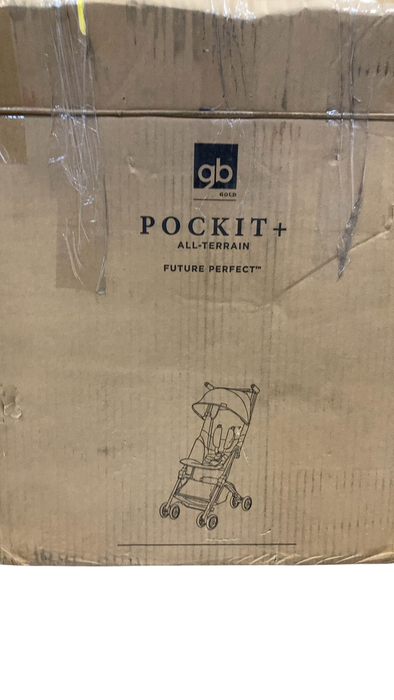 gb
GOLD
POCKIT+
ALL-TERRAIN
FUTURE PERFECT™